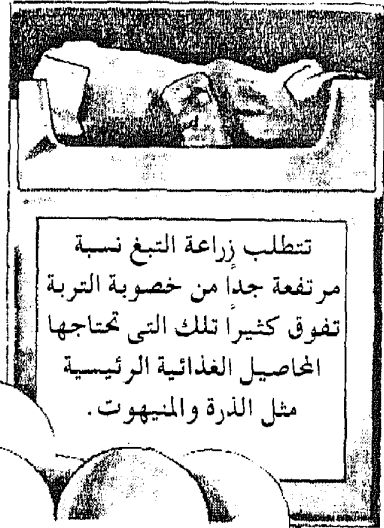 تتطلب زراعة التبغ نسبة
مرتفعة جداً من خصوبة التربة
تفوق كثيراً تلك التى تحتاجها
المحاصيل الغذائية الرئيسية
مثل الذرة والمنيهوت .